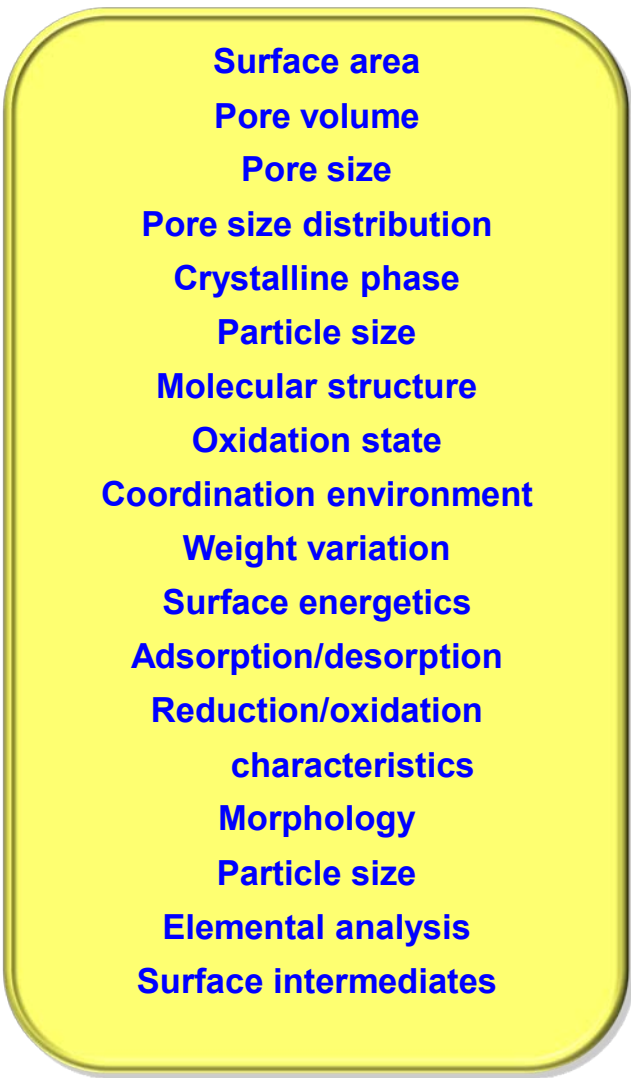 Surface area
Pore volume
Pore size
Pore size distribution
Crystalline phase
Particle size
Molecular structure
Oxidation state
Coordination environment
Weight variation
Surface energetics
Adsorption/desorption
Reduction/oxidation
characteristics
Morphology
Particle size
Elemental analysis
Surface intermediates